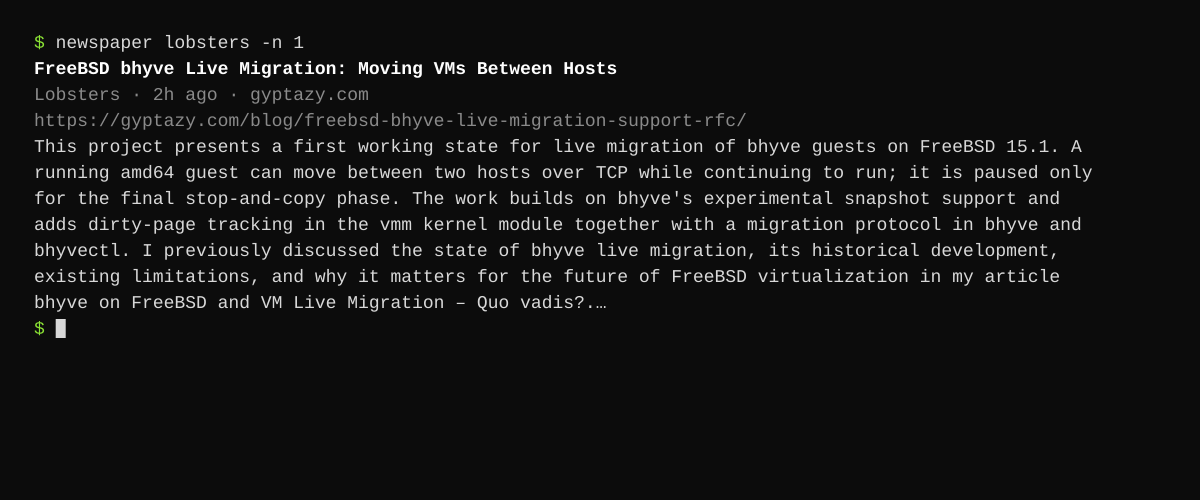 $ newspaper lobsters -n 1
FreeBSD bhyve Live Migration: Moving VMs Between Hosts
Lobsters · 2h ago · gyptazy.com
https://gyptazy.com/blog/freebsd-bhyve-live-migration-support-rfc/
This project presents a first working state for live migration of bhyve guests on FreeBSD 15.1. A
running amd64 guest can move between two hosts over TCP while continuing to run; it is paused only
for the final stop-and-copy phase. The work builds on bhyve's experimental snapshot support and
adds dirty-page tracking in the vmm kernel module together with a migration protocol in bhyve and
bhyvectl. I previously discussed the state of bhyve live migration, its historical development,
existing limitations, and why it matters for the future of FreeBSD virtualization in my article
bhyve on FreeBSD and VM Live Migration – Quo vadis?.…
$